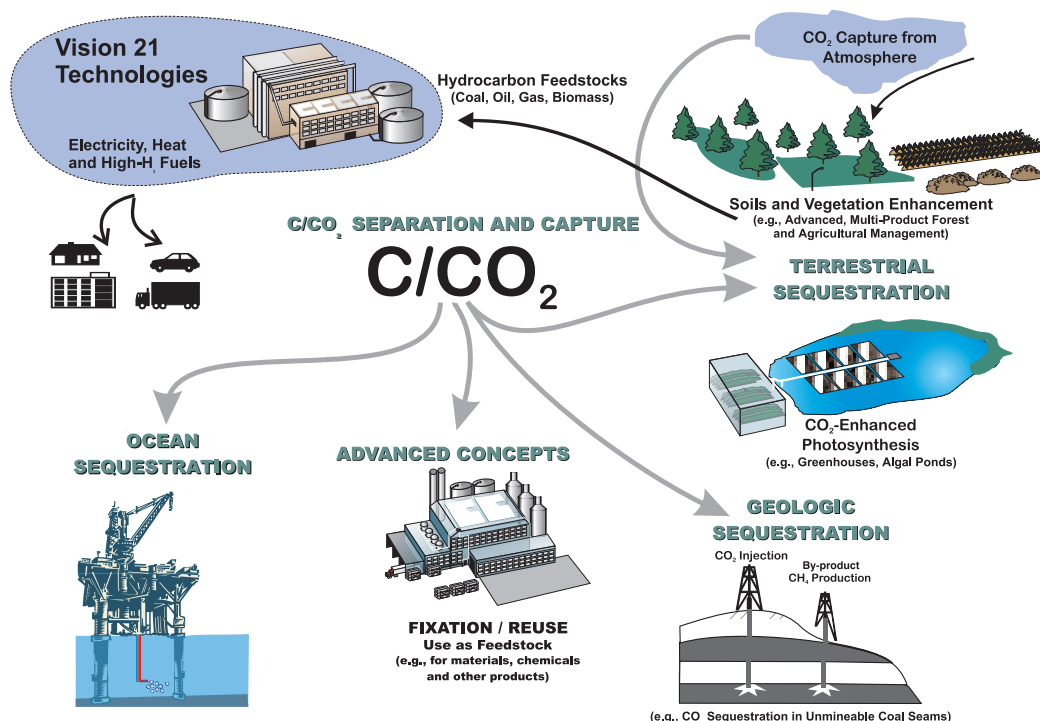 Vision 21
Technologies
Electricity, Heat
and High-H₂ Fuels
Hydrocarbon Feedstocks
(Coal, Oil, Gas, Biomass)
CO₂ Capture from
Atmosphere
Soils and Vegetation Enhancement
(e.g., Advanced, Multi-Product Forest
and Agricultural Management)
C/CO₂ SEPARATION AND CAPTURE
C/CO₂
TERRESTRIAL
SEQUESTRATION
CO₂-Enhanced
Photosynthesis
(e.g., Greenhouses, Algal Ponds)
OCEAN
SEQUESTRATION
ADVANCED CONCEPTS
FIXATION / REUSE
Use as Feedstock
(e.g., for materials, chemicals
and other products)
GEOLOGIC
SEQUESTRATION
CO₂ Injection
By-product
CH₄ Production
(e.g., CO Sequestration in Unmineable Coal Seams)